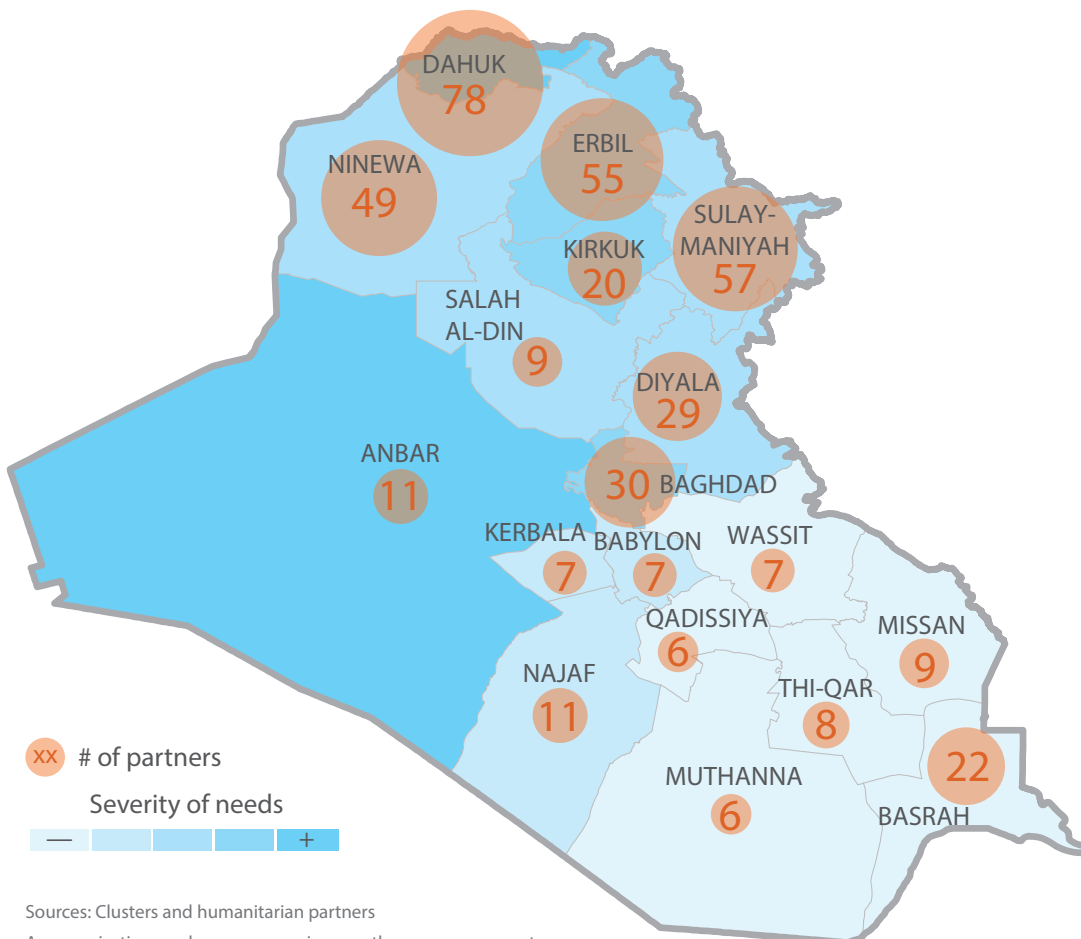 DAHUK
78
NINEWA
49
ERBIL
55
SULAY-
MANIYAH
57
KIRKUK
20
SALAH
AL-DIN
9
DIYALA
29
ANBAR
11
30
BAGHDAD
KERBALA
7
BABYLON
7
WASSIT
7
QADISSIYA
6
MISSAN
9
NAJAF
11
THI-QAR
8
MUTHANNA
6
22
BASRAH
xx # of partners
Severity of needs
— +
Sources: Clusters and humanitarian partners